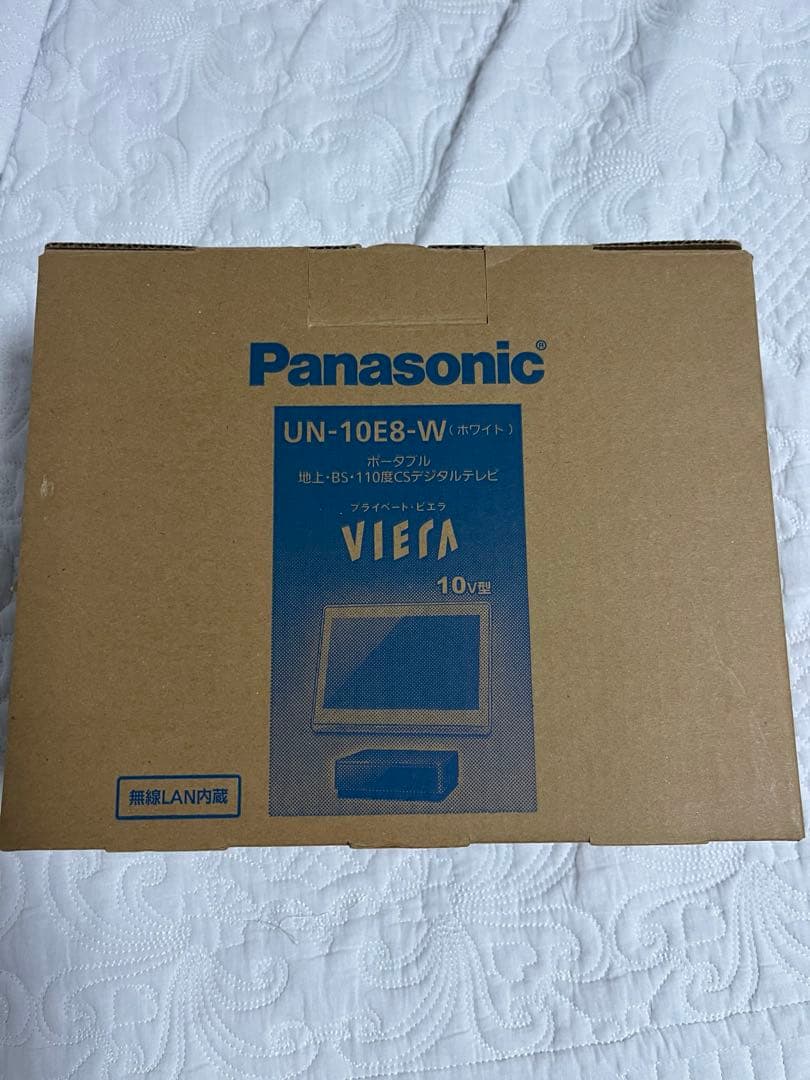 Panasonic®
UN-10E8-W（ホワイト）
ポータブル
地上・BS・110度CSデジタルテレビ
プライベート・ビエラ
VIERA
10V型
無線LAN内蔵